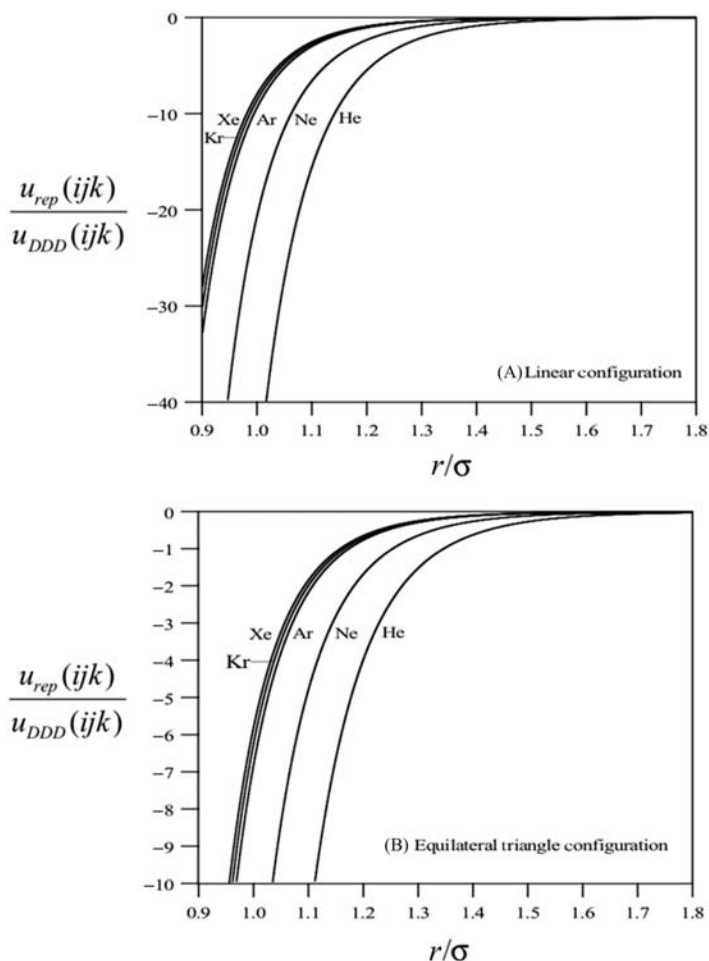 0
−10
−20
−30
−40
Xe
Kr
Ar
Ne
He
u_rep(ijk)
u_DDD(ijk)
(A) Linear configuration
0.9 1.0 1.1 1.2 1.3 1.4 1.5 1.6 1.7 1.8
r/σ
0
−1
−2
−3
−4
−5
−6
−7
−8
−9
−10
Xe
Kr
Ar
Ne
He
u_rep(ijk)
u_DDD(ijk)
(B) Equilateral triangle configuration
0.9 1.0 1.1 1.2 1.3 1.4 1.5 1.6 1.7 1.8
r/σ